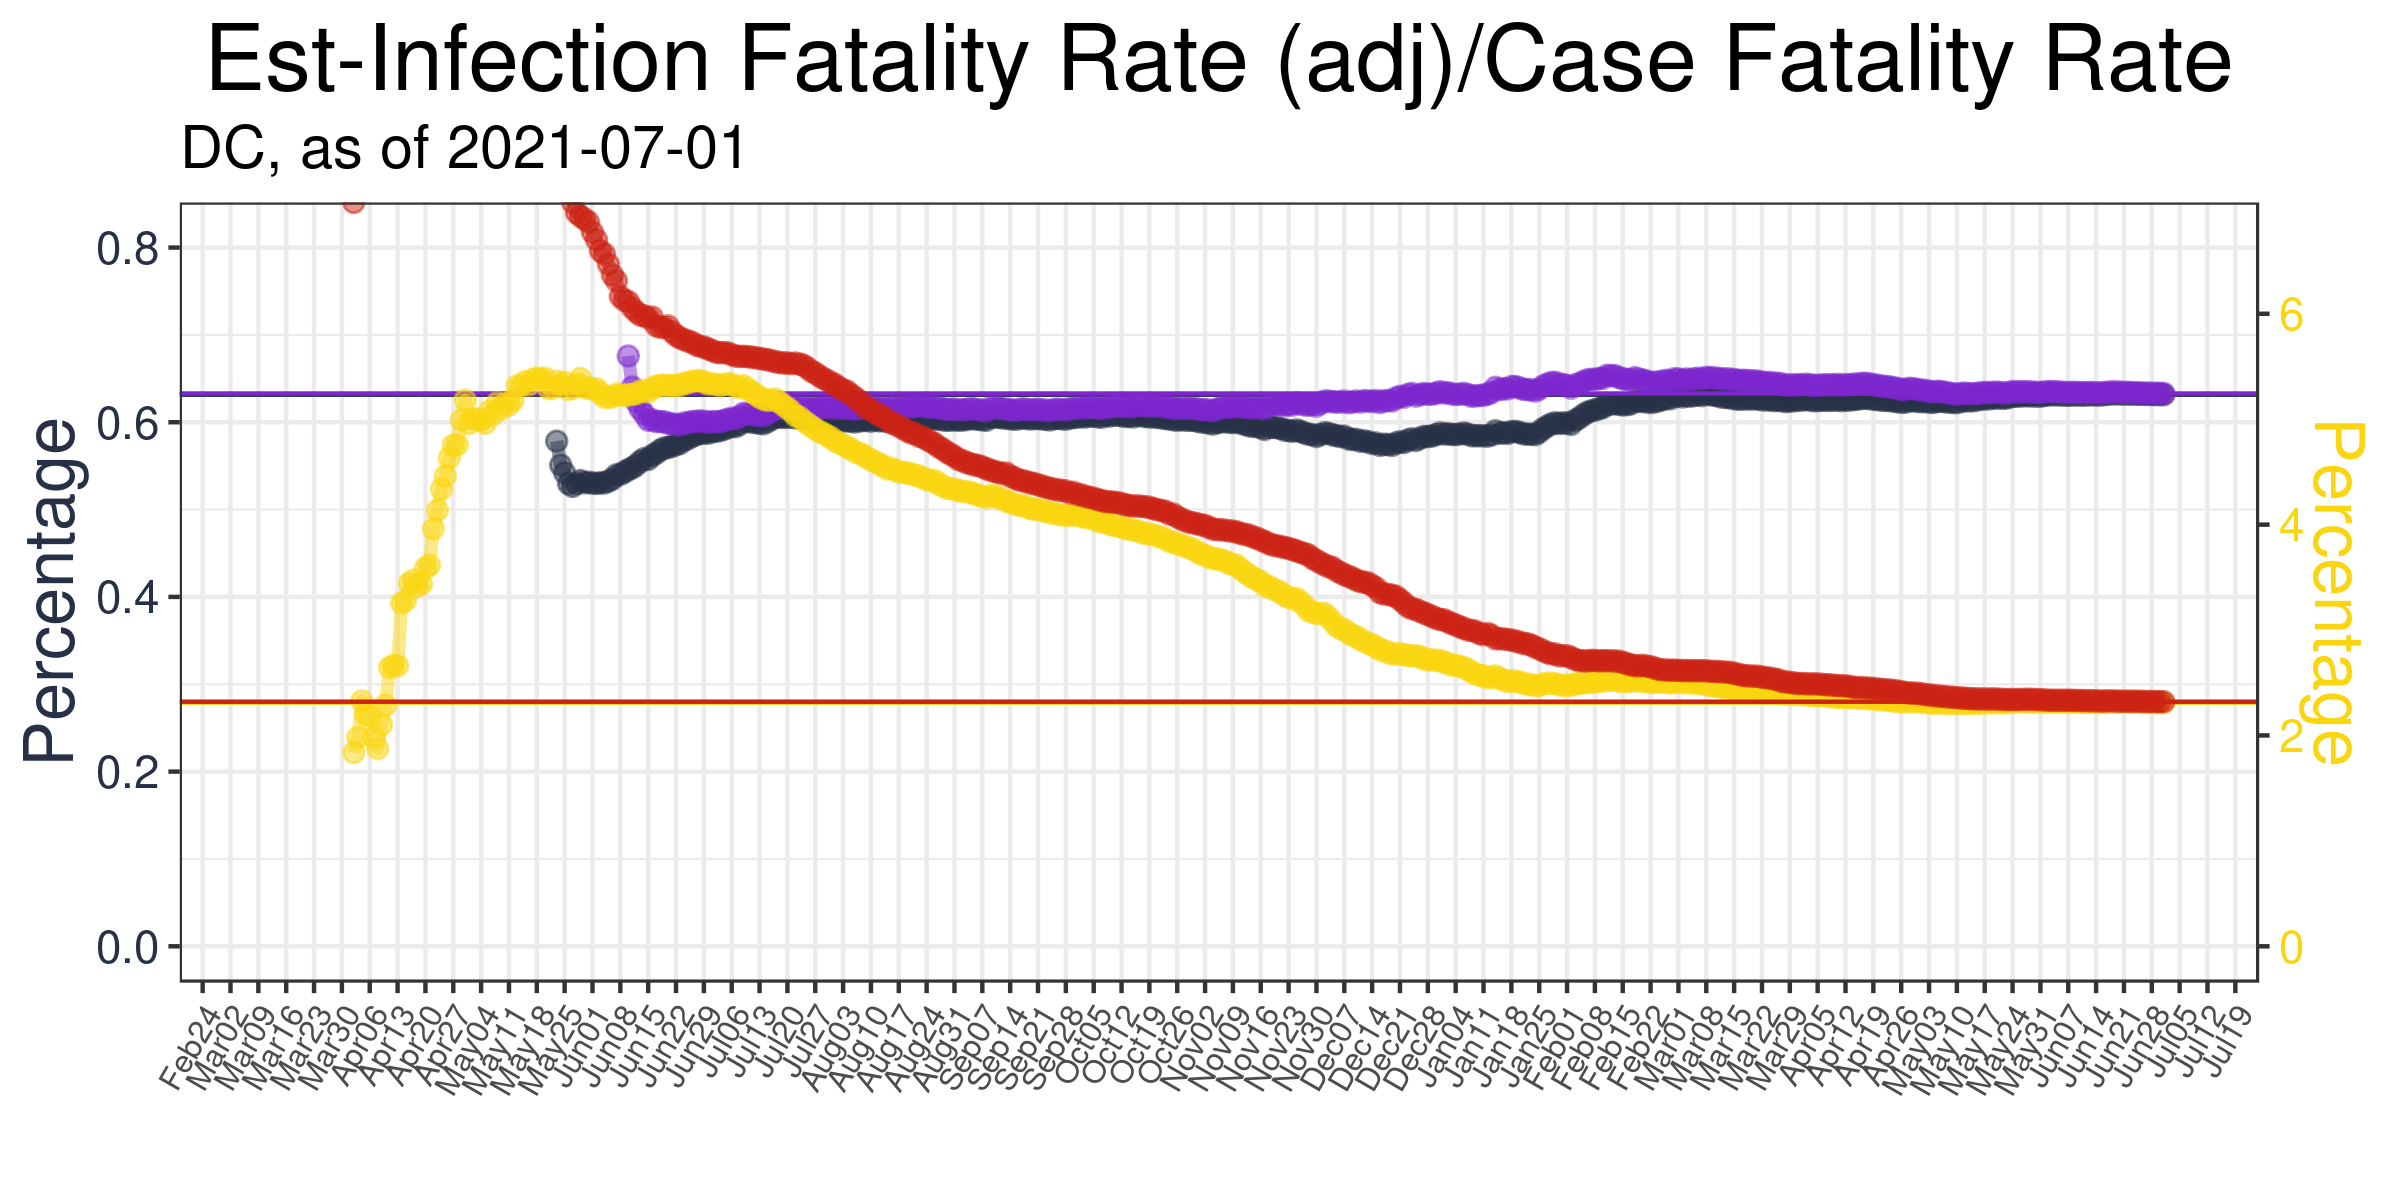 Est-Infection Fatality Rate (adj)/Case Fatality Rate
DC, as of 2021-07-01
Percentage
0.8
0.6
0.4
0.2
0.0
6
4
2
0
Percentage
Feb24 Mar02 Mar09 Mar16 Mar23 Mar30 Apr06 Apr13 Apr20 Apr27 May04 May11 May18 May25 Jun01 Jun08 Jun15 Jun22 Jun29 Jul06 Jul13 Jul20 Jul27 Aug03 Aug10 Aug17 Aug24 Aug31 Sep07 Sep14 Sep21 Sep28 Oct05 Oct12 Oct19 Oct26 Nov02 Nov09 Nov16 Nov23 Nov30 Dec07 Dec14 Dec21 Dec28 Jan04 Jan11 Jan18 Jan25 Feb01 Feb08 Feb15 Feb22 Mar01 Mar08 Mar15 Mar22 Mar29 Apr05 Apr12 Apr19 Apr26 May03 May10 May17 May24 May31 Jun07 Jun14 Jun21 Jun28 Jul05 Jul12 Jul19